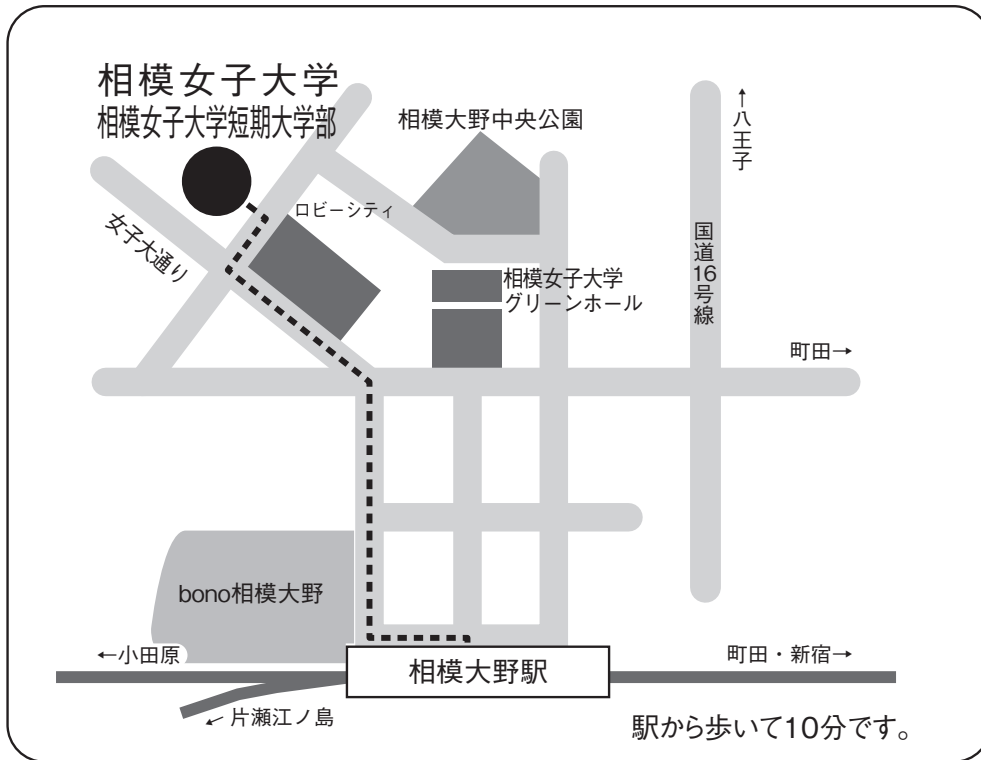 相模女子大学
相模女子大学短期大学部
相模大野中央公園
↑八王子
ロビーシティ
女子大通り
国道16号線
相模女子大学
グリーンホール
町田→
bono相模大野
←小田原
相模大野駅
町田・新宿→
↙片瀬江ノ島
駅から歩いて10分です。